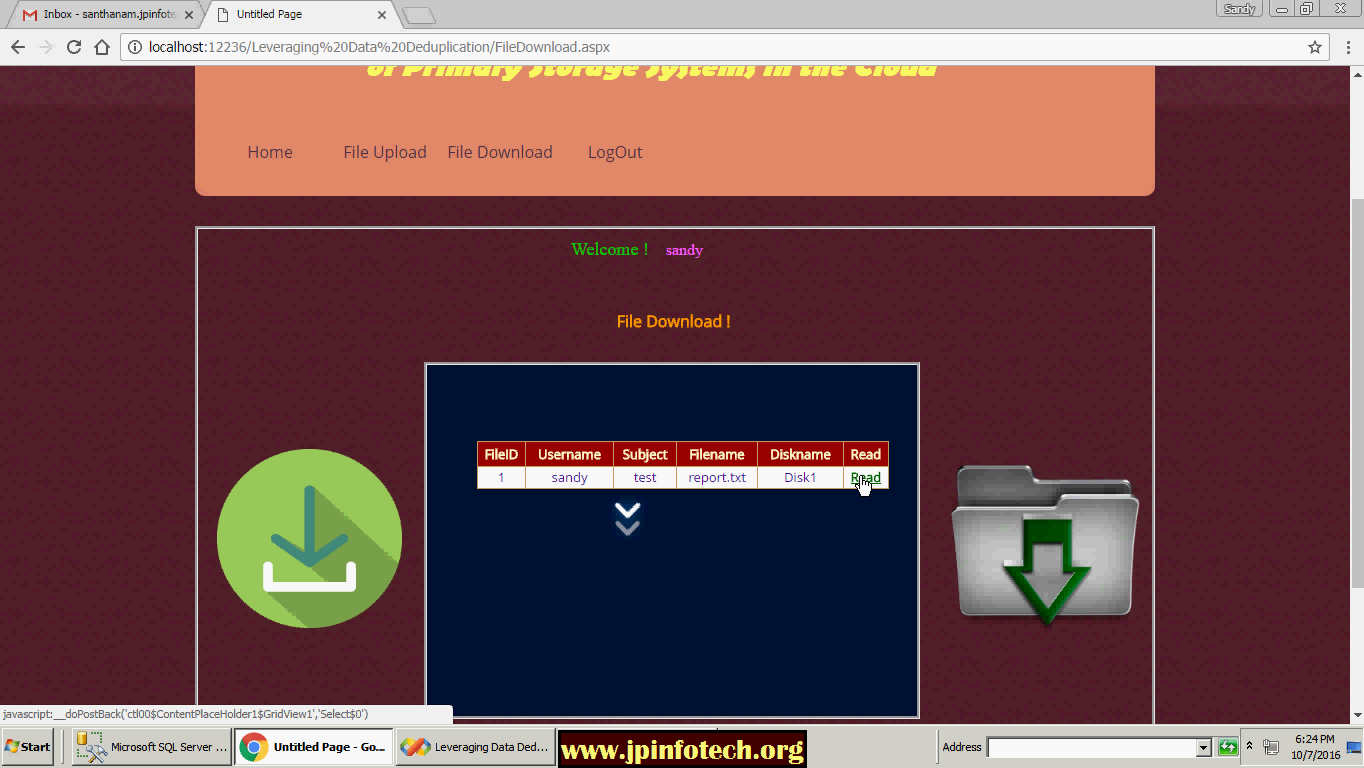 Inbox - santhanam.jpinfote
Untitled Page
Sandy
localhost:12236/Leveraging%20Data%20Deduplication/FileDownload.aspx
of Primary Storage Systems in the Cloud
Home File Upload File Download LogOut
Welcome ! sandy
File Download !
FileID Username Subject Filename Diskname Read
1 sandy test report.txt Disk1 Read
javascript:__doPostBack('ctl00$ContentPlaceHolder1$GridView1','Select$0')
Start
Microsoft SQL Server ...
Untitled Page - Go...
Leveraging Data Ded...
www.jpinfotech.org
Address
6:24 PM
10/7/2016